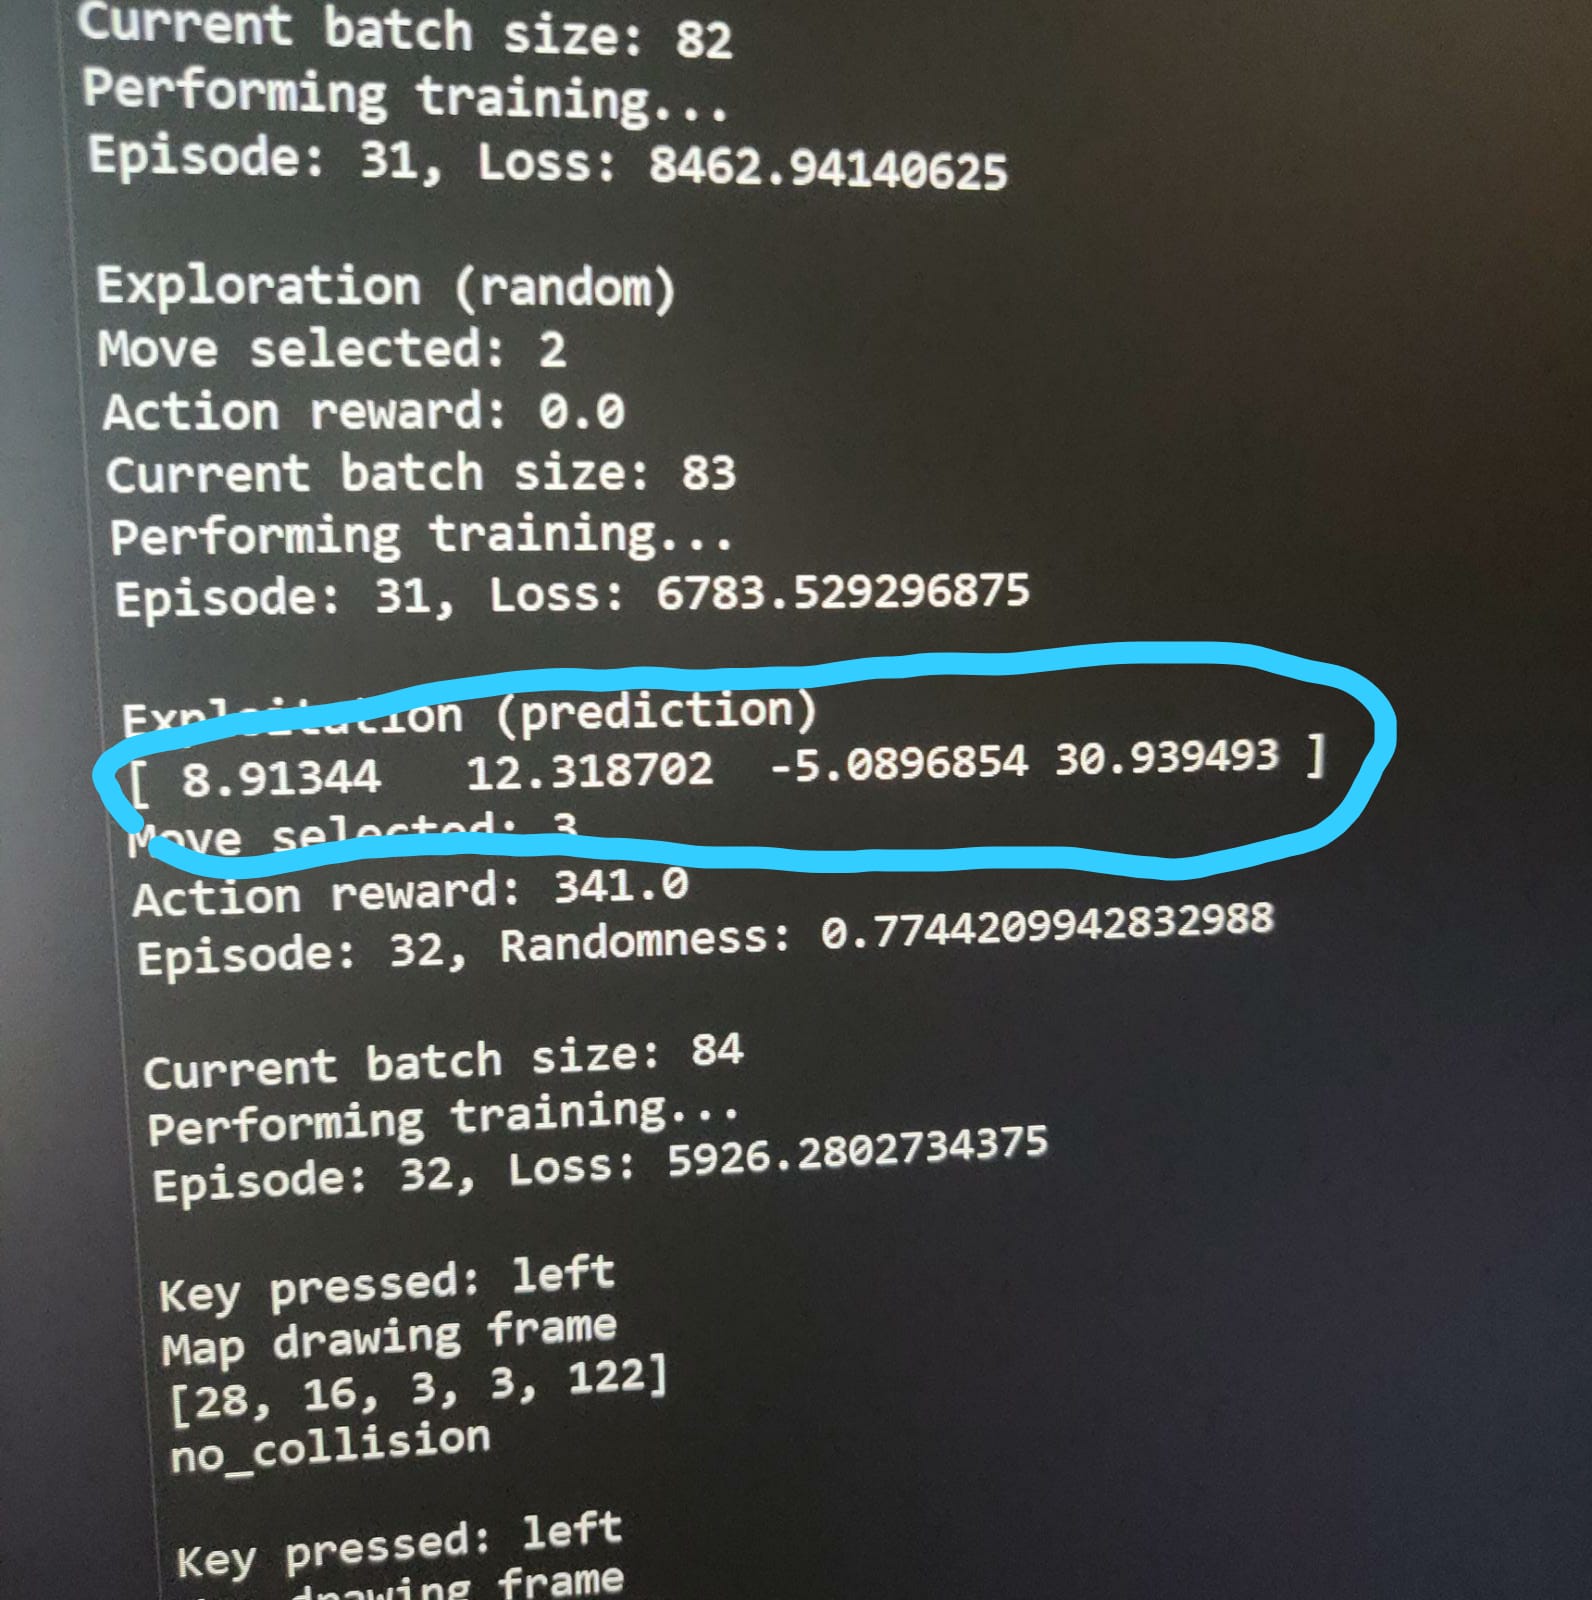 Current batch size: 82
Performing training...
Episode: 31, Loss: 8462.94140625
Exploration (random)
Move selected: 2
Action reward: 0.0
Current batch size: 83
Performing training...
Episode: 31, Loss: 6783.529296875
Exploitation (prediction)
[ 8.91344 12.318702 -5.0896854 30.939493 ]
Move selected: 3
Action reward: 341.0
Episode: 32, Randomness: 0.7744209942832988
Current batch size: 84
Performing training...
Episode: 32, Loss: 5926.2802734375
Key pressed: left
Map drawing frame
[28, 16, 3, 3, 122]
no_collision
Key pressed: left
drawing frame